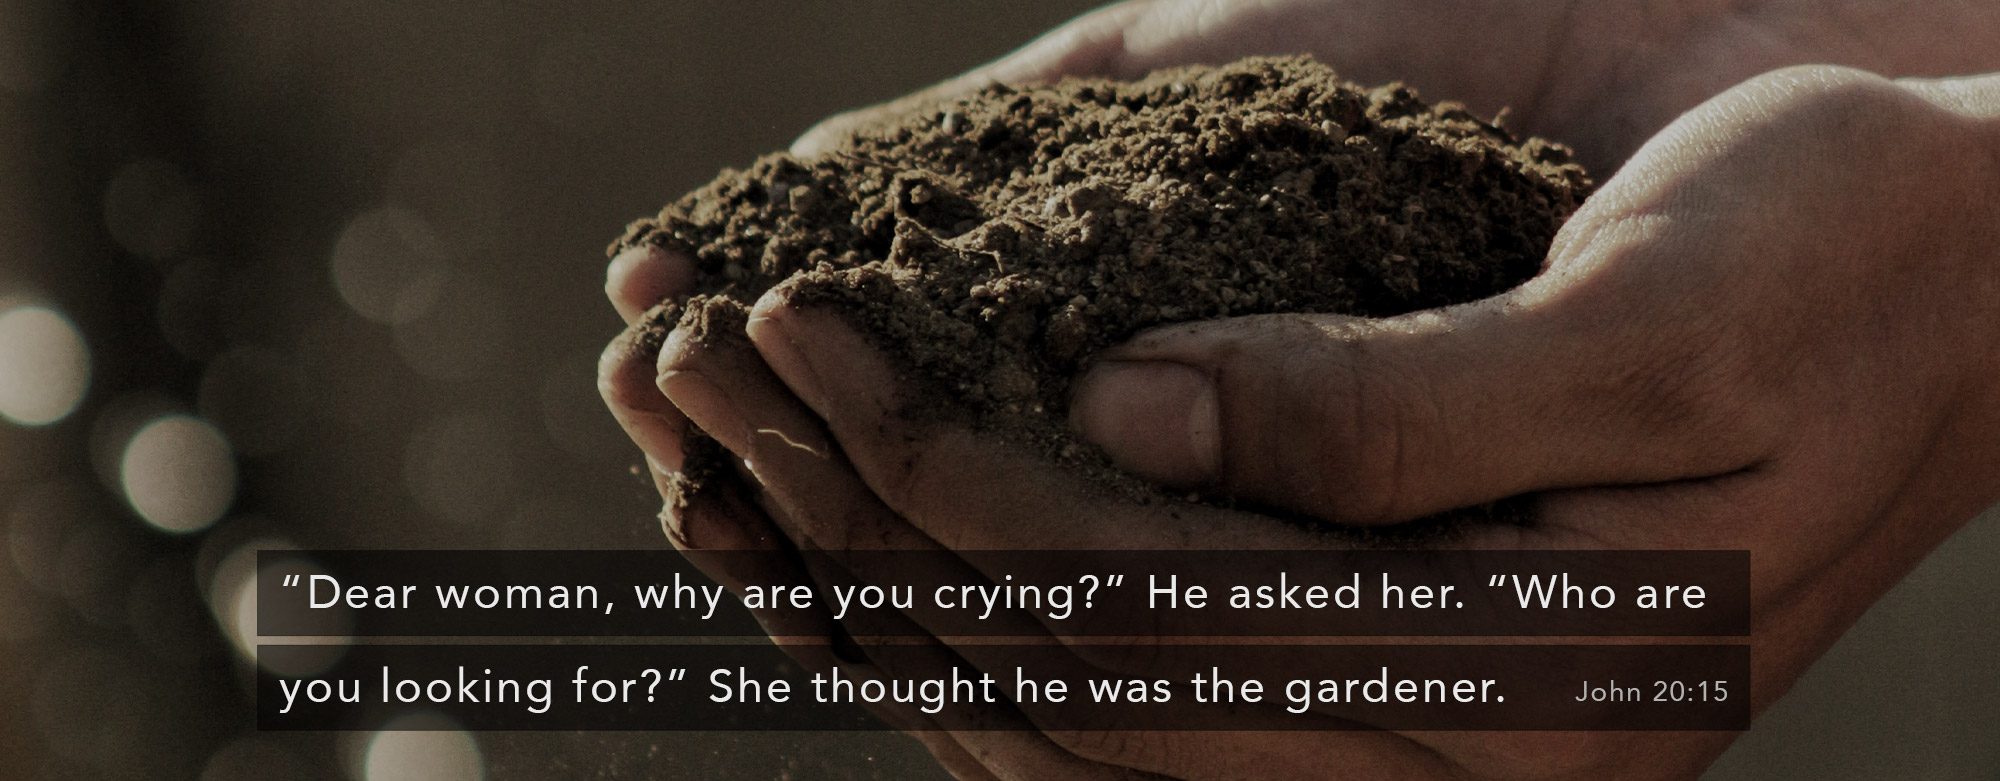 “Dear woman, why are you crying?” He asked her. “Who are
you looking for?” She thought he was the gardener. John 20:15